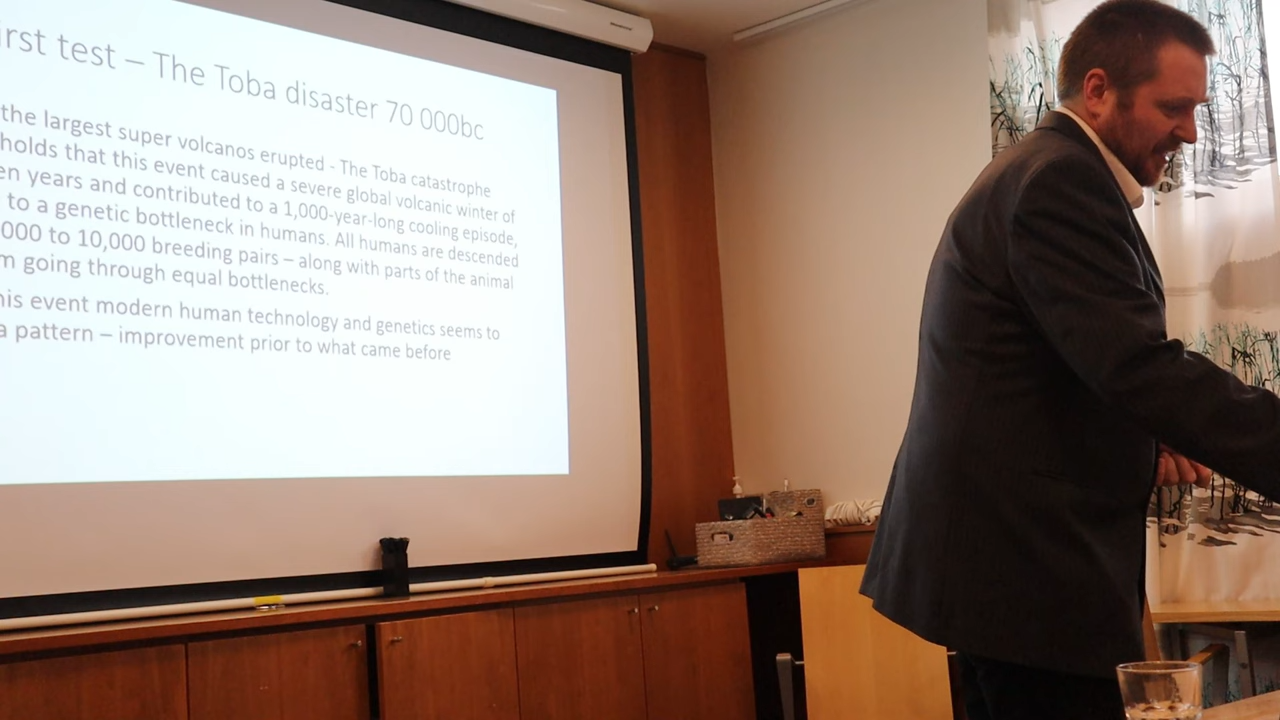 irst test – The Toba disaster 70 000bc
the largest super volcanos erupted - The Toba catastrophe
holds that this event caused a severe global volcanic winter of
en years and contributed to a 1,000-year-long cooling episode,
to a genetic bottleneck in humans. All humans are descended
000 to 10,000 breeding pairs – along with parts of the animal
m going through equal bottlenecks.
his event modern human technology and genetics seems to
a pattern – improvement prior to what came before